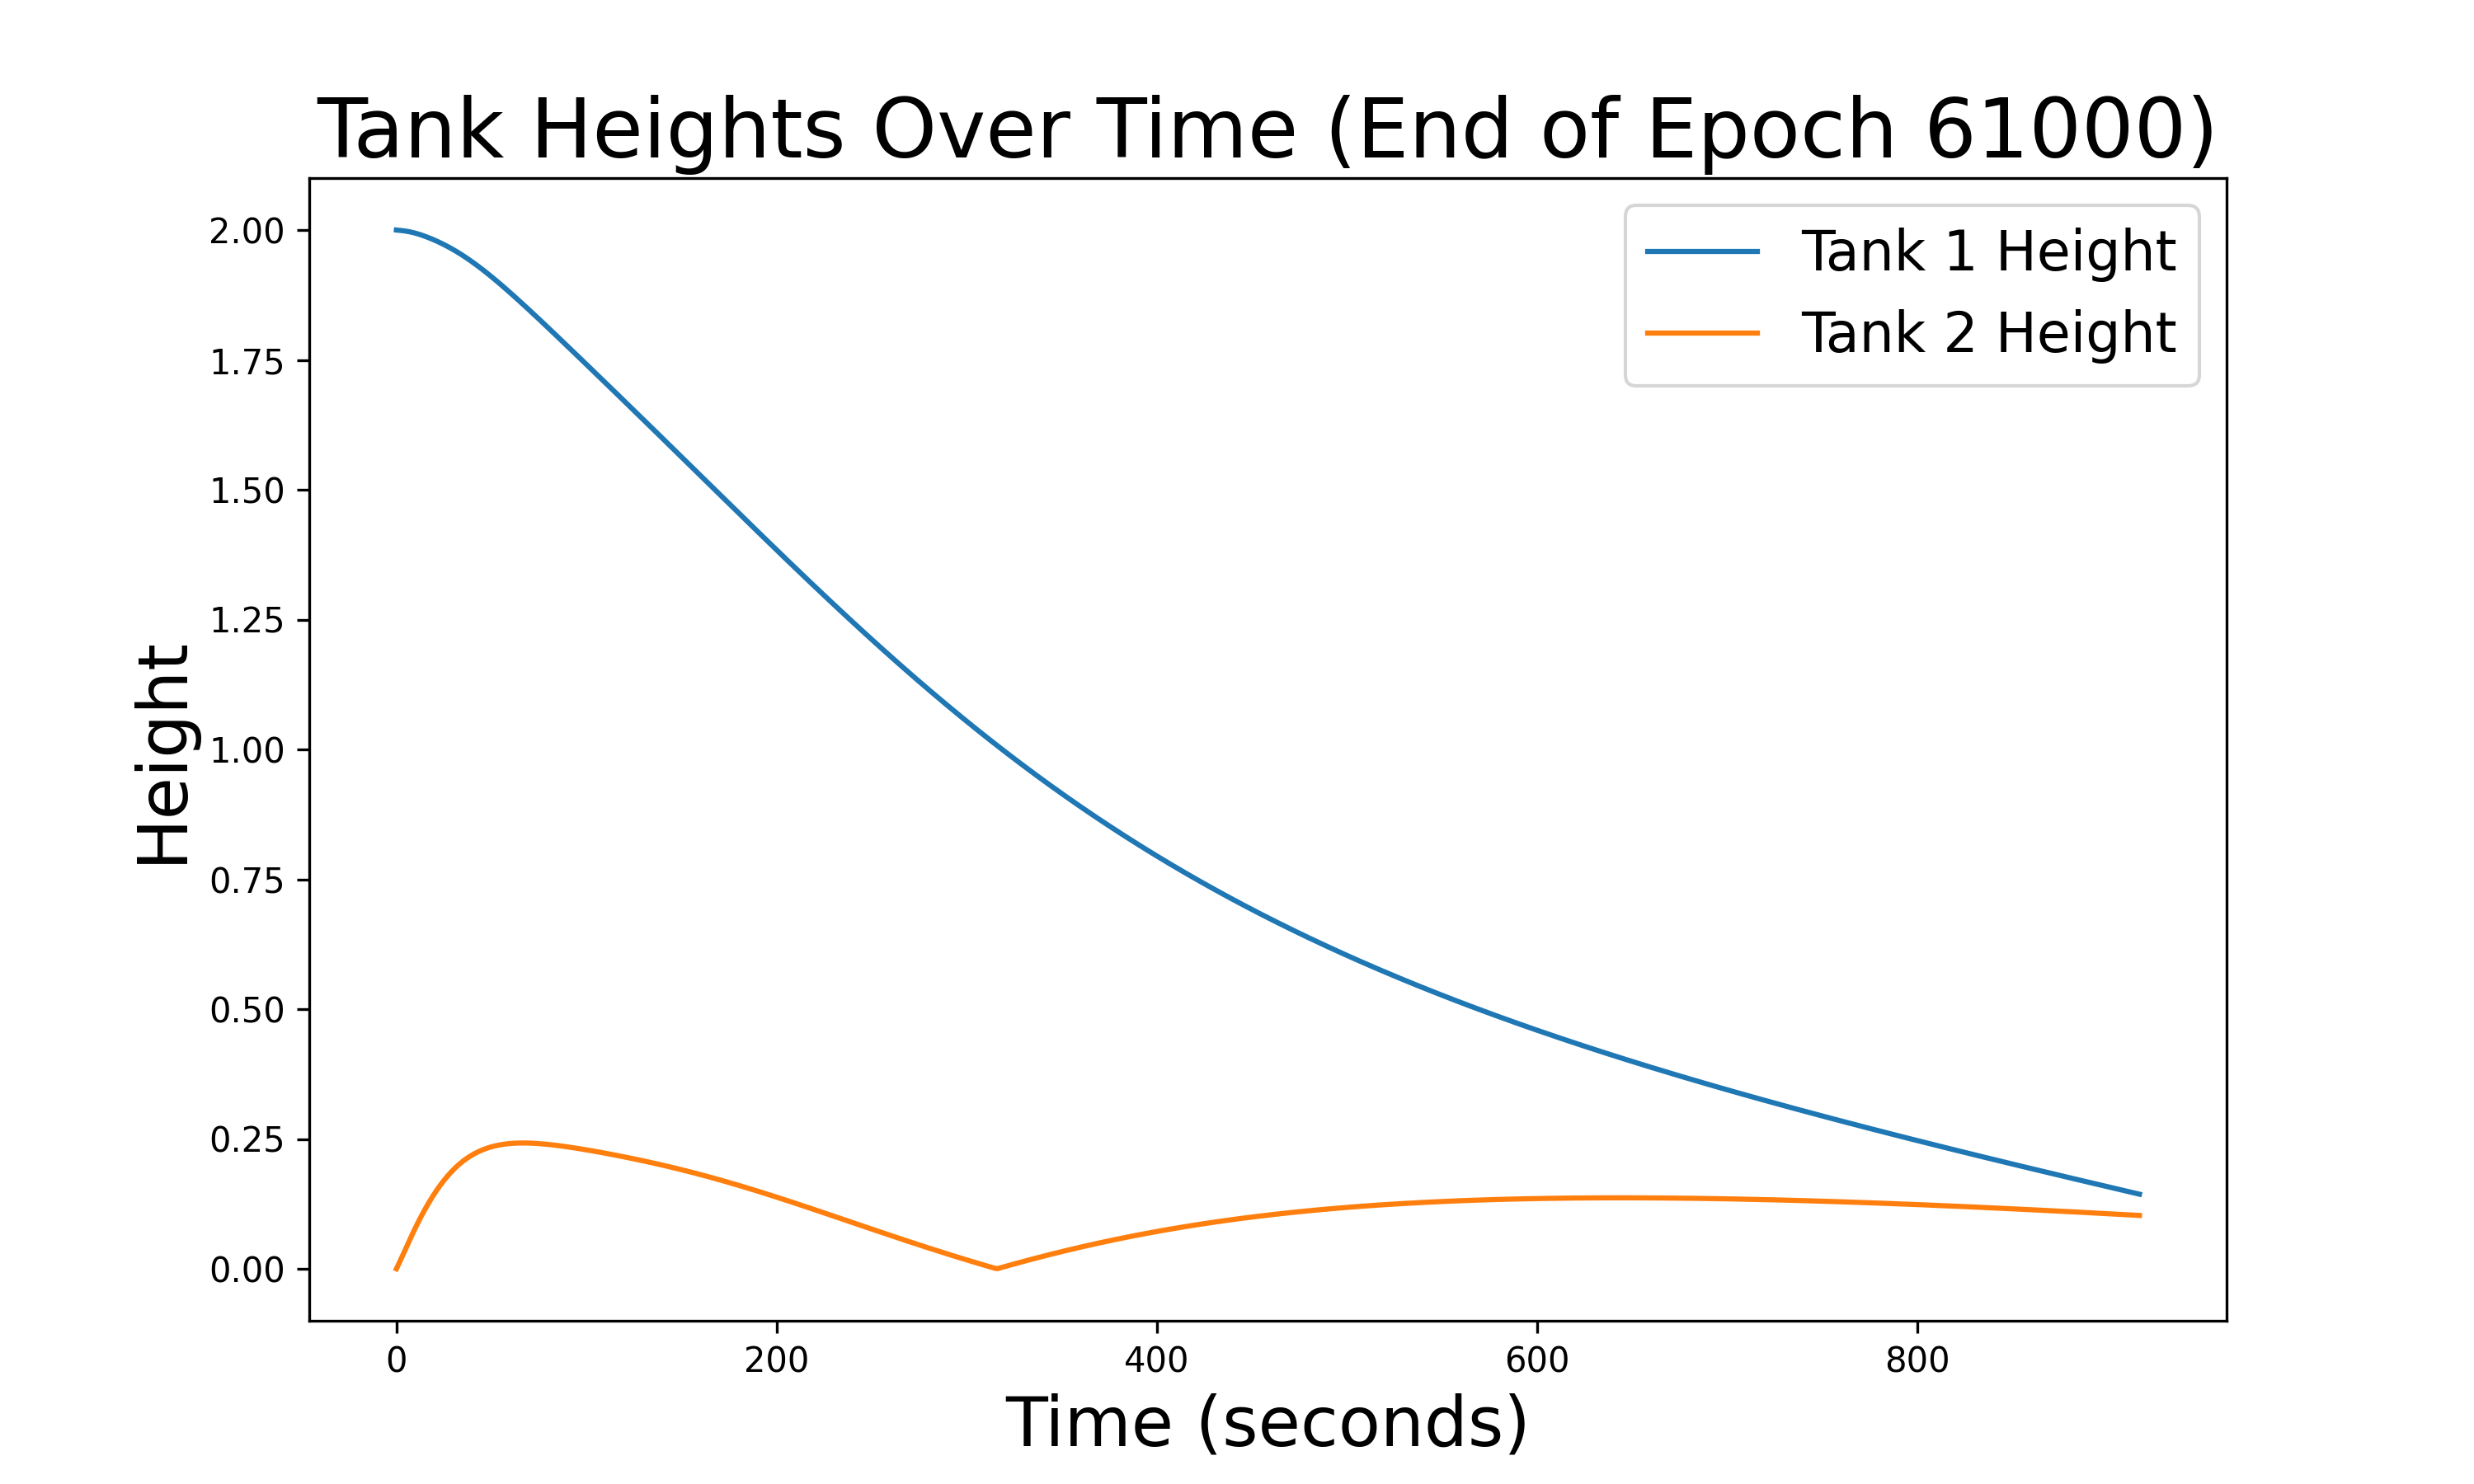 Tank Heights Over Time (End of Epoch 61000)
Tank 1 Height
Tank 2 Height
2.00
1.75
1.50
1.25
1.00
0.75
0.50
0.25
0.00
Height
0 200 400 600 800
Time (seconds)